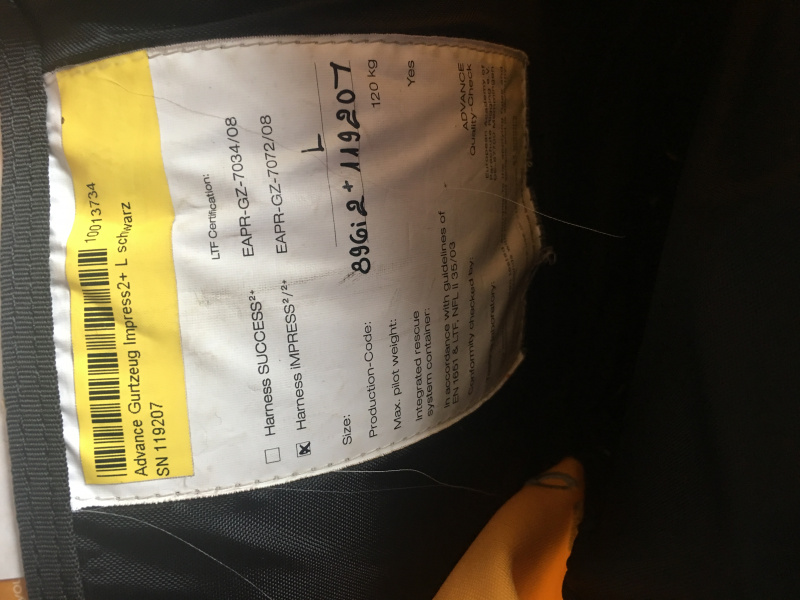 10013734
Advance Gurtzeug Impress2+ L schwarz
SN 119207
LTF Certification:
Harness SUCCESS²⁺ EAPR-GZ-7034/08
Harness IMPRESS²/²⁺ EAPR-GZ-7072/08
Size: L
Production-Code: 896i2+119207
Max. pilot weight: 120 kg
Integrated rescue
system container: Yes
In accordance with guidelines of
EN 1651 & LTF, NFL II 35/03
Conformity checked by:
ADVANCE
Quality-Check